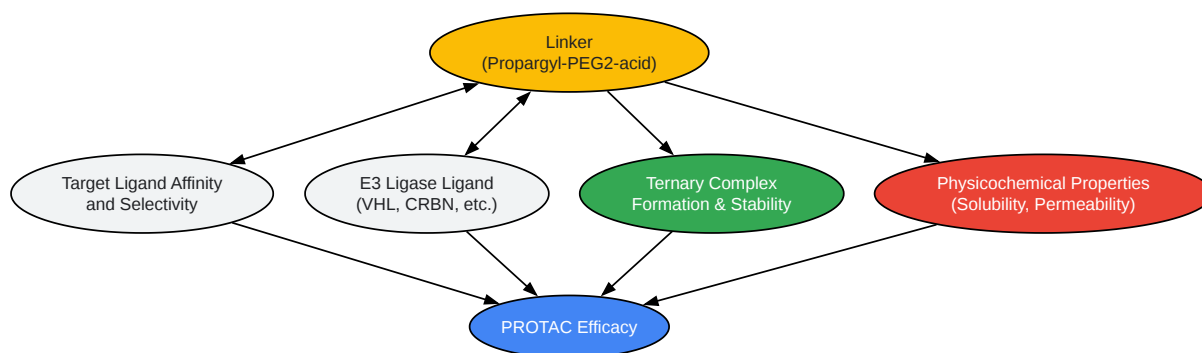 Linker
(Propargyl-PEG2-acid)
Target Ligand Affinity
and Selectivity
E3 Ligase Ligand
(VHL, CRBN, etc.)
Ternary Complex
Formation & Stability
Physicochemical Properties
(Solubility, Permeability)
PROTAC Efficacy